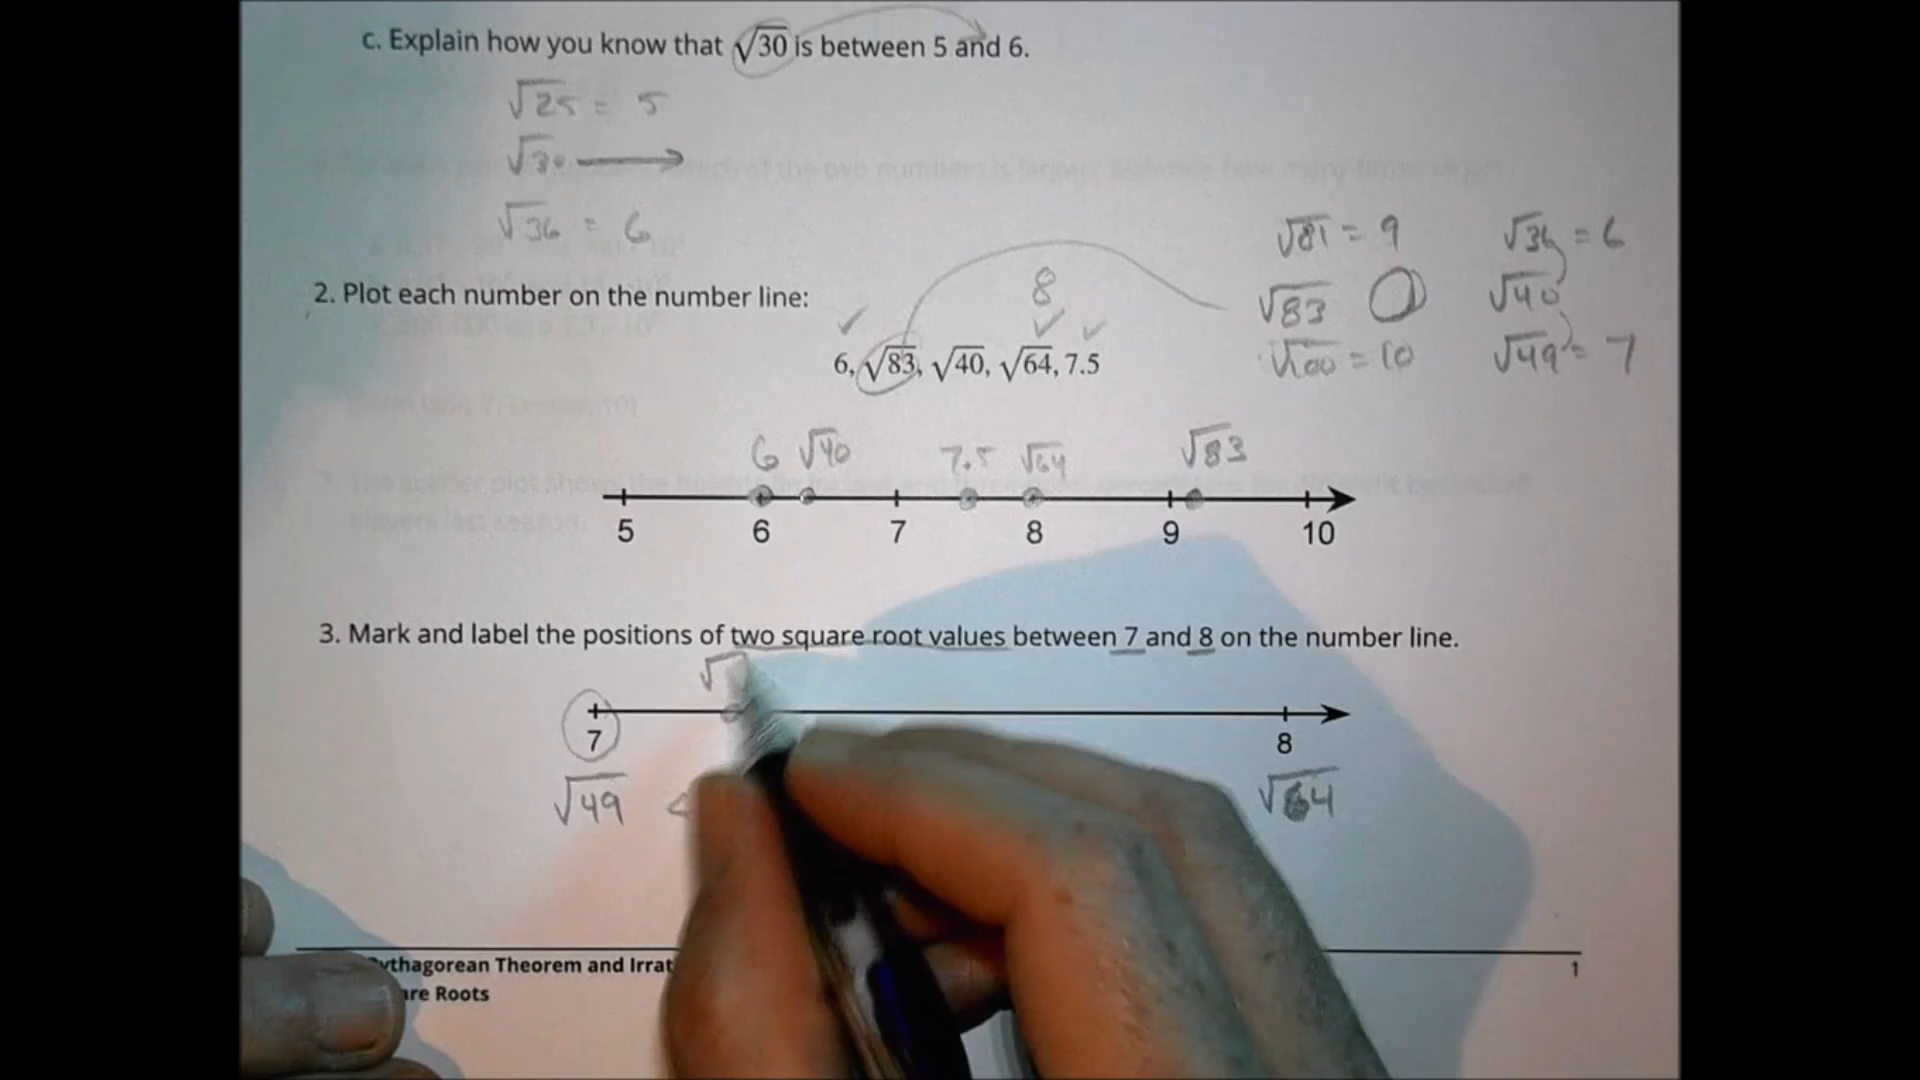 c. Explain how you know that √30 is between 5 and 6.
√25 = 5
√30
√36 = 6
√81 = 9 √36 = 6
2. Plot each number on the number line:
8
√83 √40
6, √83, √40, √64, 7.5
√100 = 10 √49 = 7
6 √40 7.5 √64 √83
5 6 7 8 9 10
3. Mark and label the positions of two square root values between 7 and 8 on the number line.
√
7 8
√49 √64
Pythagorean Theorem and Irrat
are Roots
1